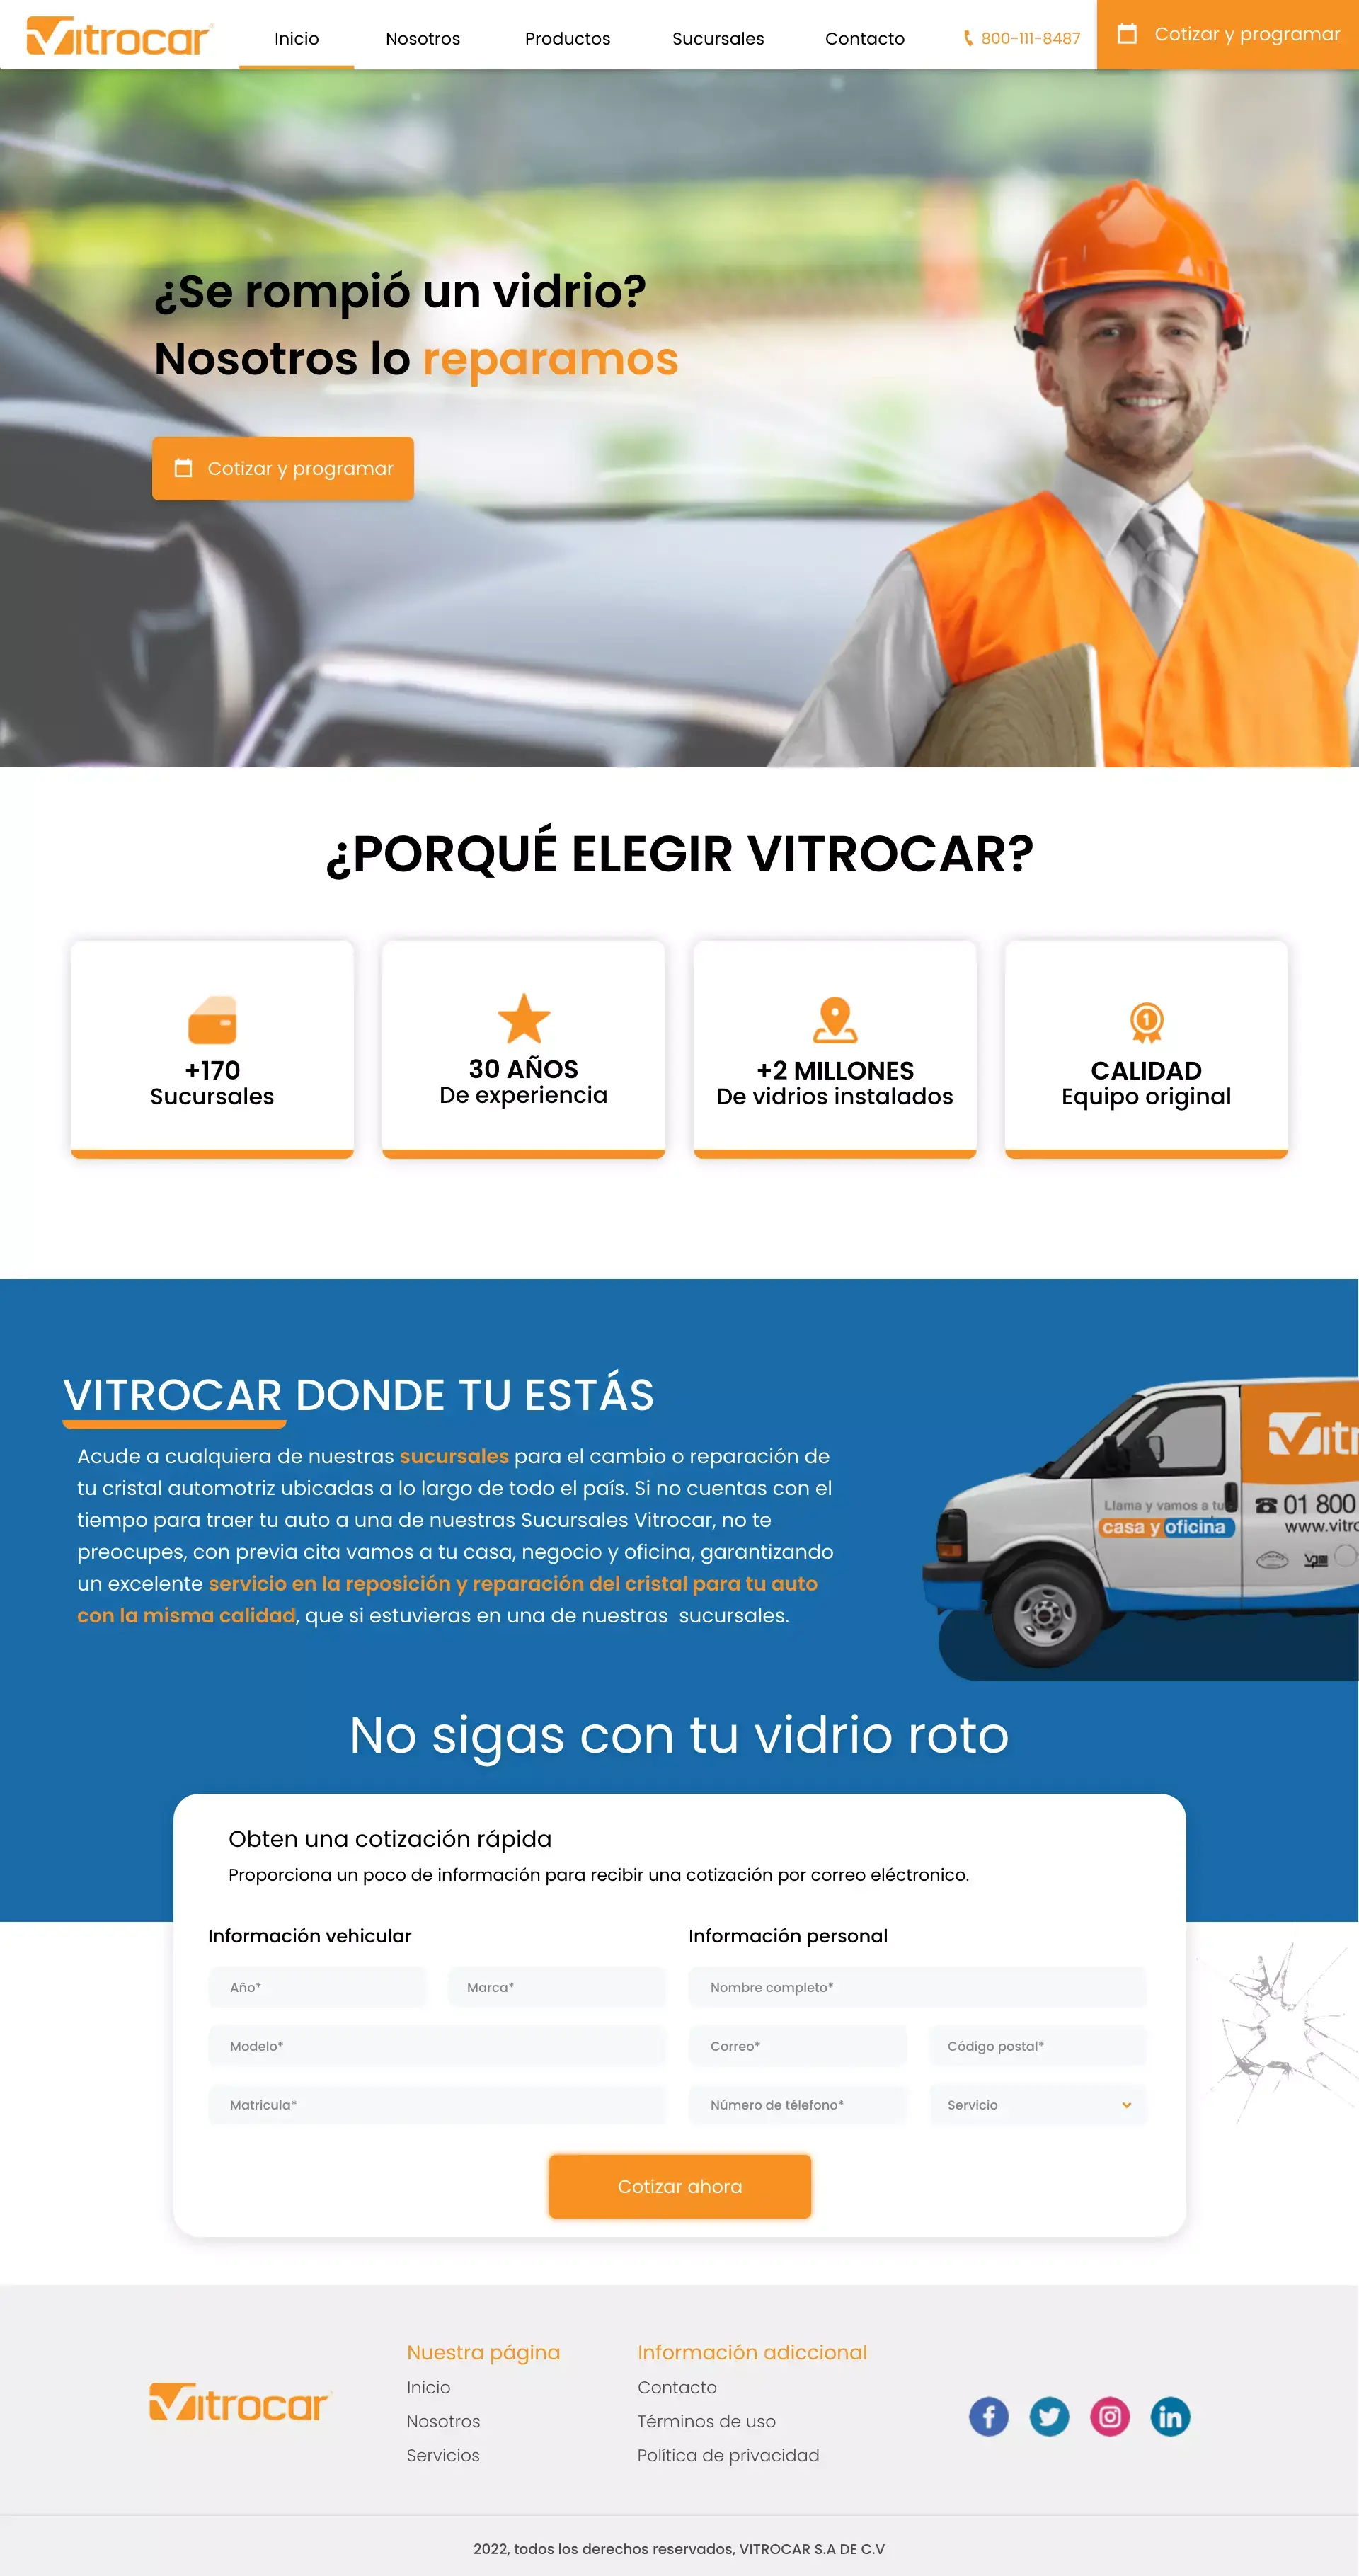 Vitrocar
Inicio
Nosotros
Productos
Sucursales
Contacto
800-111-8487
Cotizar y programar
¿Se rompió un vidrio?
Nosotros lo reparamos
Cotizar y programar
¿PORQUÉ ELEGIR VITROCAR?
+170
Sucursales
30 AÑOS
De experiencia
+2 MILLONES
De vidrios instalados
1
CALIDAD
Equipo original
VITROCAR DONDE TU ESTÁS
Acude a cualquiera de nuestras sucursales para el cambio o reparación de
tu cristal automotriz ubicadas a lo largo de todo el país. Si no cuentas con el
tiempo para traer tu auto a una de nuestras Sucursales Vitrocar, no te
preocupes, con previa cita vamos a tu casa, negocio y oficina, garantizando
un excelente servicio en la reposición y reparación del cristal para tu auto
con la misma calidad, que si estuvieras en una de nuestras sucursales.
Vitr
Llama y vamos a tu
casa y oficina
01 800
www.vitro
No sigas con tu vidrio roto
Obten una cotización rápida
Proporciona un poco de información para recibir una cotización por correo eléctronico.
Información vehicular
Año*
Marca*
Modelo*
Matricula*
Información personal
Nombre completo*
Correo*
Código postal*
Número de télefono*
Servicio
Cotizar ahora
Vitrocar
Nuestra página
Inicio
Nosotros
Servicios
Información adiccional
Contacto
Términos de uso
Política de privacidad
2022, todos los derechos reservados, VITROCAR S.A DE C.V